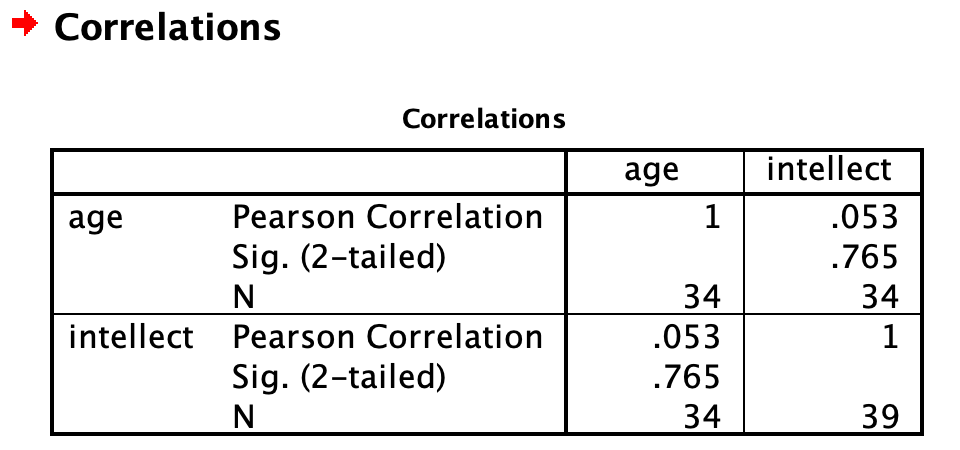 Correlations
Correlations
age intellect
age Pearson Correlation 1 .053
Sig. (2-tailed) .765
N 34 34
intellect Pearson Correlation .053 1
Sig. (2-tailed) .765
N 34 39